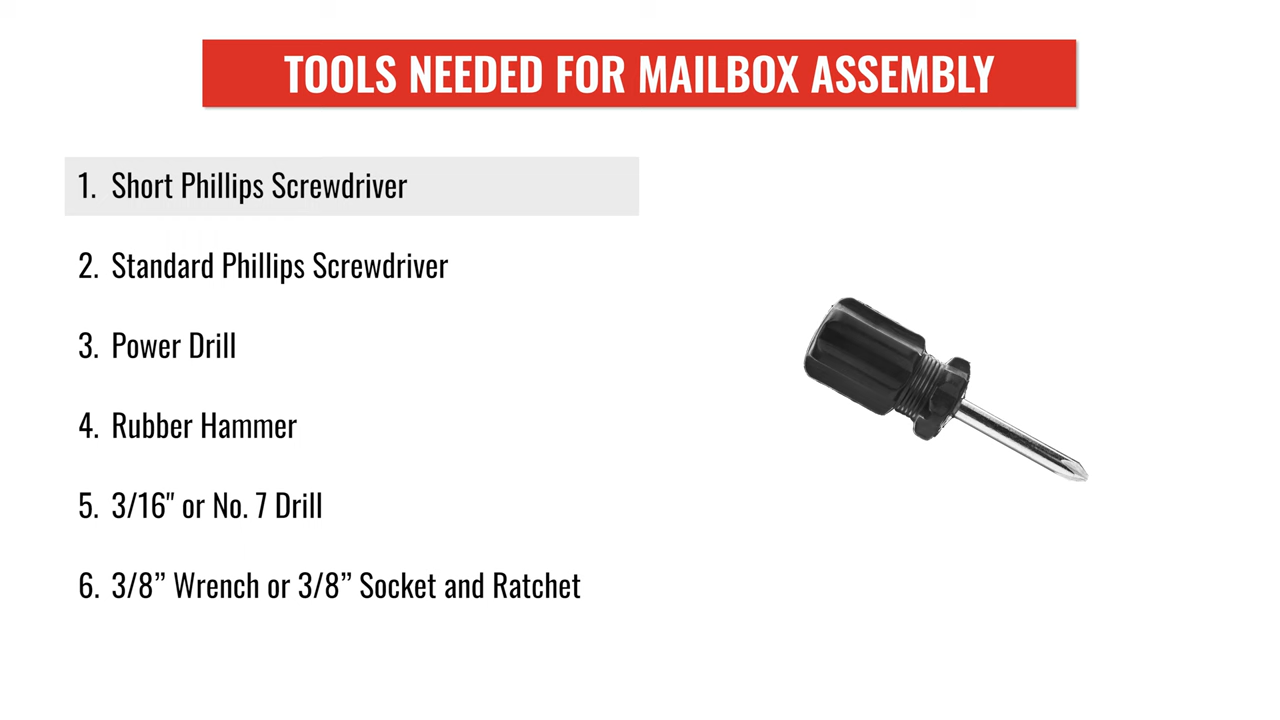 TOOLS NEEDED FOR MAILBOX ASSEMBLY
1. Short Phillips Screwdriver
2. Standard Phillips Screwdriver
3. Power Drill
4. Rubber Hammer
5. 3/16" or No. 7 Drill
6. 3/8” Wrench or 3/8” Socket and Ratchet